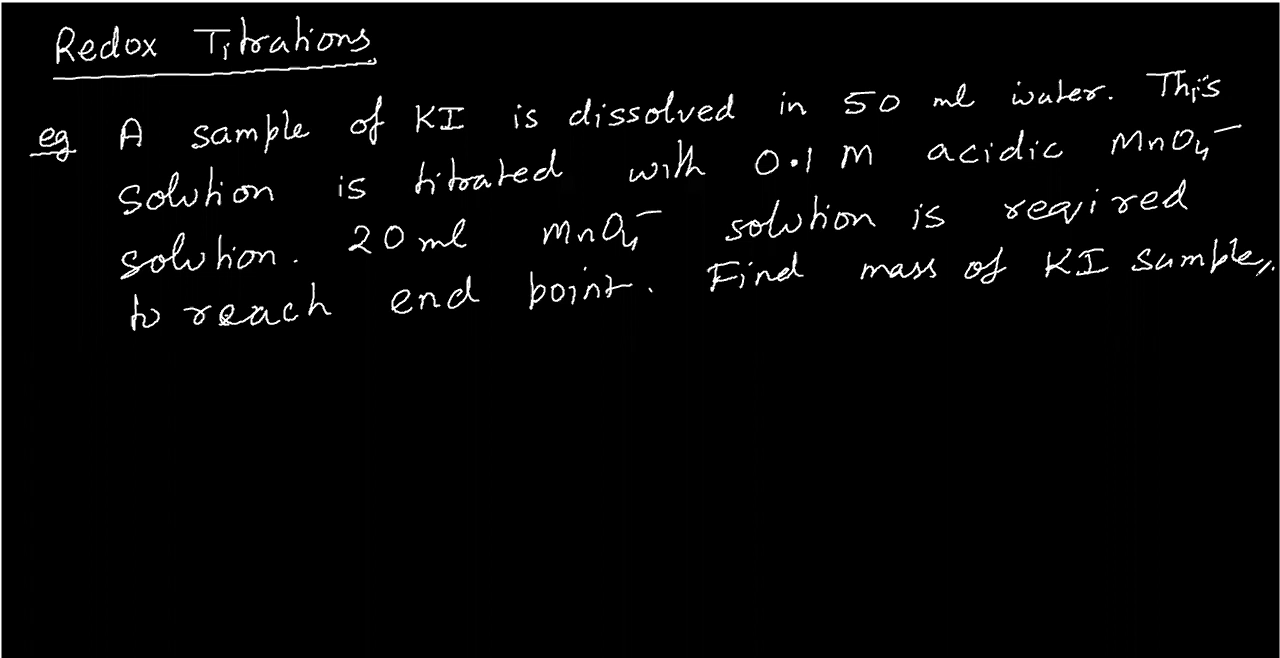 Redox Titrations
eg A sample of KI is dissolved in 50 ml water. This
solution is titrated with 0.1 M acidic MnO₄⁻
solution. 20 ml MnO₄⁻ solution is required
to reach end point. Find mass of KI sample.